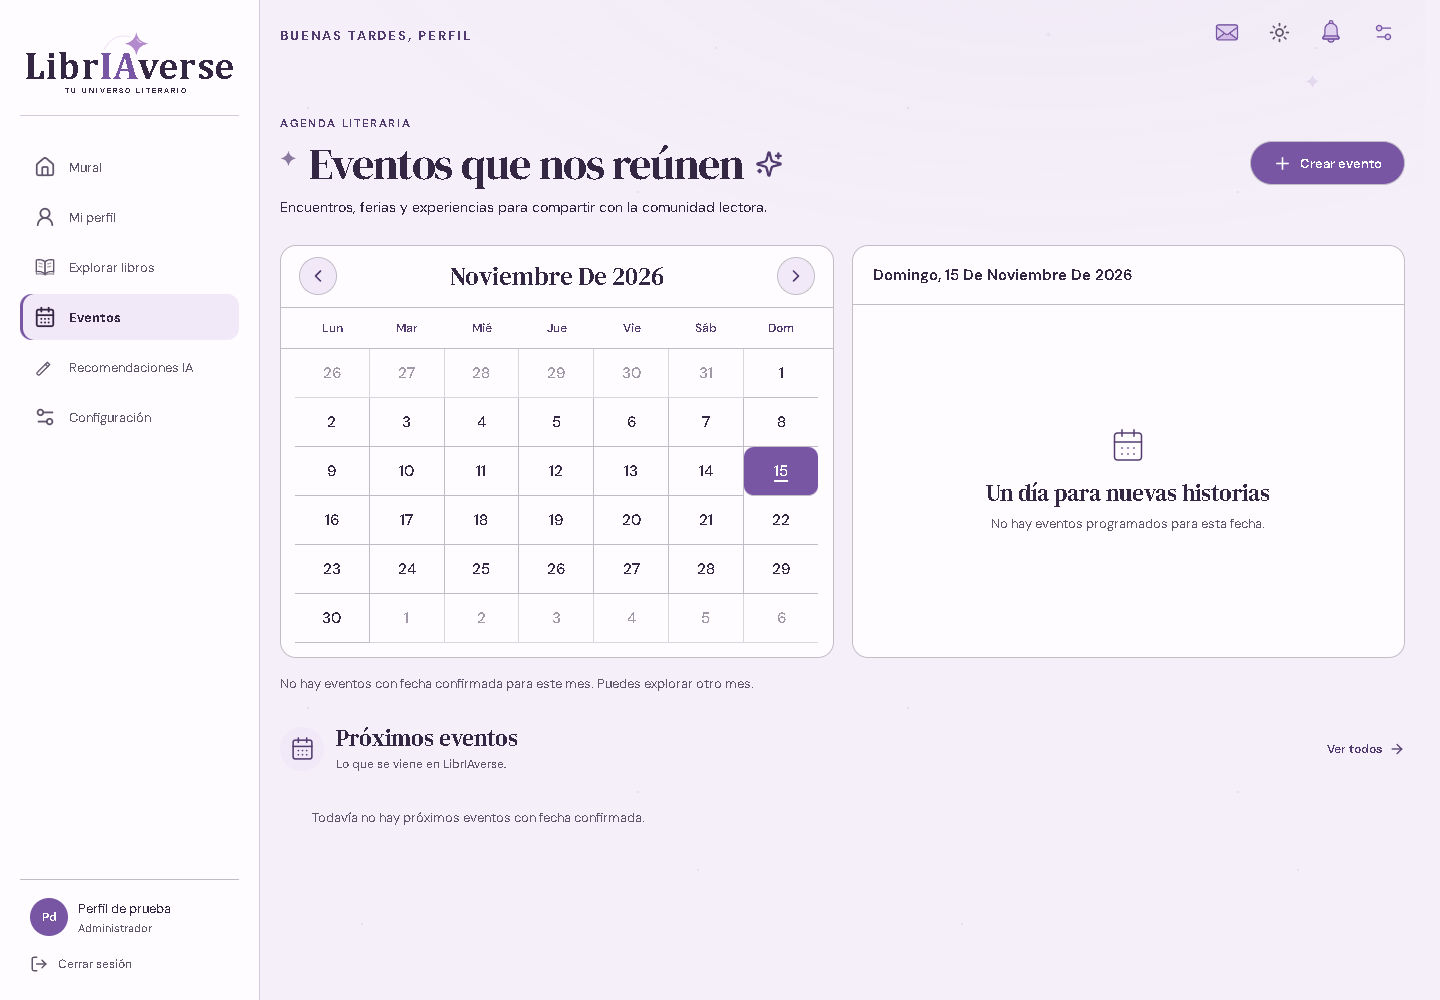 LibrIAverse
TU UNIVERSO LITERARIO
Mural
Mi perfil
Explorar libros
Eventos
Recomendaciones IA
Configuración
Pd
Perfil de prueba
Administrador
Cerrar sesión
BUENAS TARDES, PERFIL
AGENDA LITERARIA
Eventos que nos reúnen
Encuentros, ferias y experiencias para compartir con la comunidad lectora.
Crear evento
Noviembre De 2026
Lun Mar Mié Jue Vie Sáb Dom
26 27 28 29 30 31 1
2 3 4 5 6 7 8
9 10 11 12 13 14 15
16 17 18 19 20 21 22
23 24 25 26 27 28 29
30 1 2 3 4 5 6
Domingo, 15 De Noviembre De 2026
Un día para nuevas historias
No hay eventos programados para esta fecha.
No hay eventos con fecha confirmada para este mes. Puedes explorar otro mes.
Próximos eventos
Lo que se viene en LibrIAverse.
Ver todos
Todavía no hay próximos eventos con fecha confirmada.